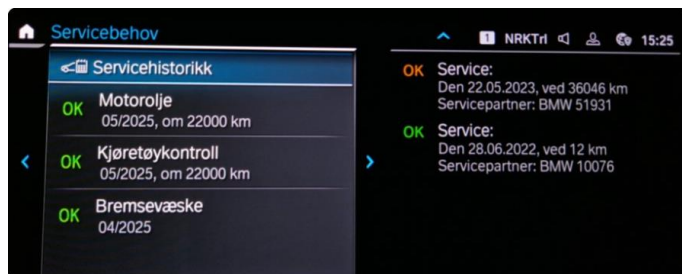 Servicebehov
1 NRKTrl 15:25
Servicehistorikk
OK Motorolje
05/2025, om 22000 km
OK Kjøretøykontroll
05/2025, om 22000 km
OK Bremsevæske
04/2025
OK Service:
Den 22.05.2023, ved 36046 km
Servicepartner: BMW 51931
OK Service:
Den 28.06.2022, ved 12 km
Servicepartner: BMW 10076